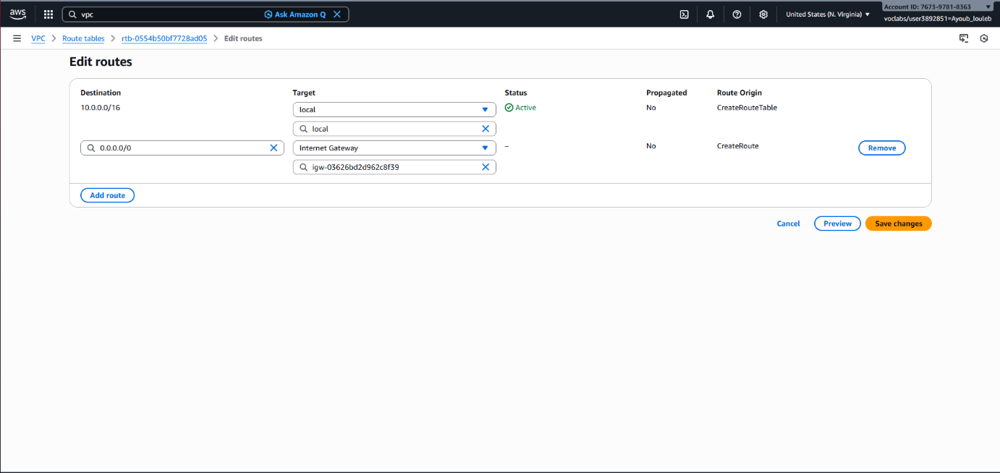 aws
vpc
Ask Amazon Q
United States (N. Virginia)
Account ID: 7673-9781-8363
voclabs/user3892851=Ayoub_louleb
VPC > Route tables > rtb-0554b50bf7728ad05 > Edit routes
Edit routes
Destination Target Status Propagated Route Origin
10.0.0.0/16 local Active No CreateRouteTable
local
0.0.0.0/0 Internet Gateway – No CreateRoute Remove
igw-03626bd2d962c8f39
Add route
Cancel Preview Save changes